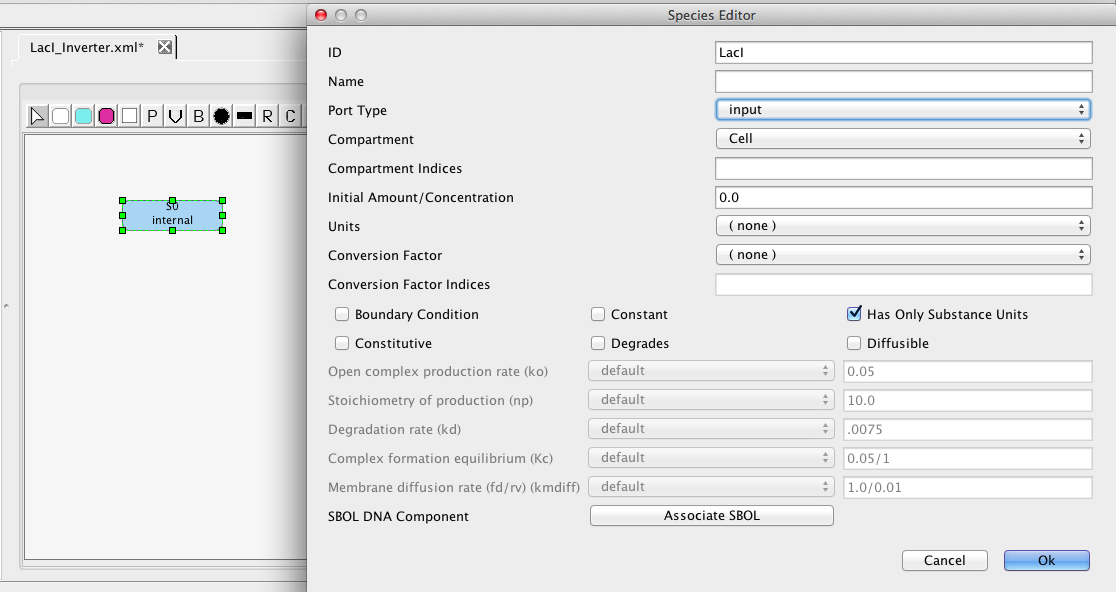 Species Editor
LacI_Inverter.xml*
P V B R C
S0
internal
ID LacI
Name
Port Type input
Compartment Cell
Compartment Indices
Initial Amount/Concentration 0.0
Units ( none )
Conversion Factor ( none )
Conversion Factor Indices
Boundary Condition Constant Has Only Substance Units
Constitutive Degrades Diffusible
Open complex production rate (ko) default 0.05
Stoichiometry of production (np) default 10.0
Degradation rate (kd) default .0075
Complex formation equilibrium (Kc) default 0.05/1
Membrane diffusion rate (fd/rv) (kmdiff) default 1.0/0.01
SBOL DNA Component Associate SBOL
Cancel Ok